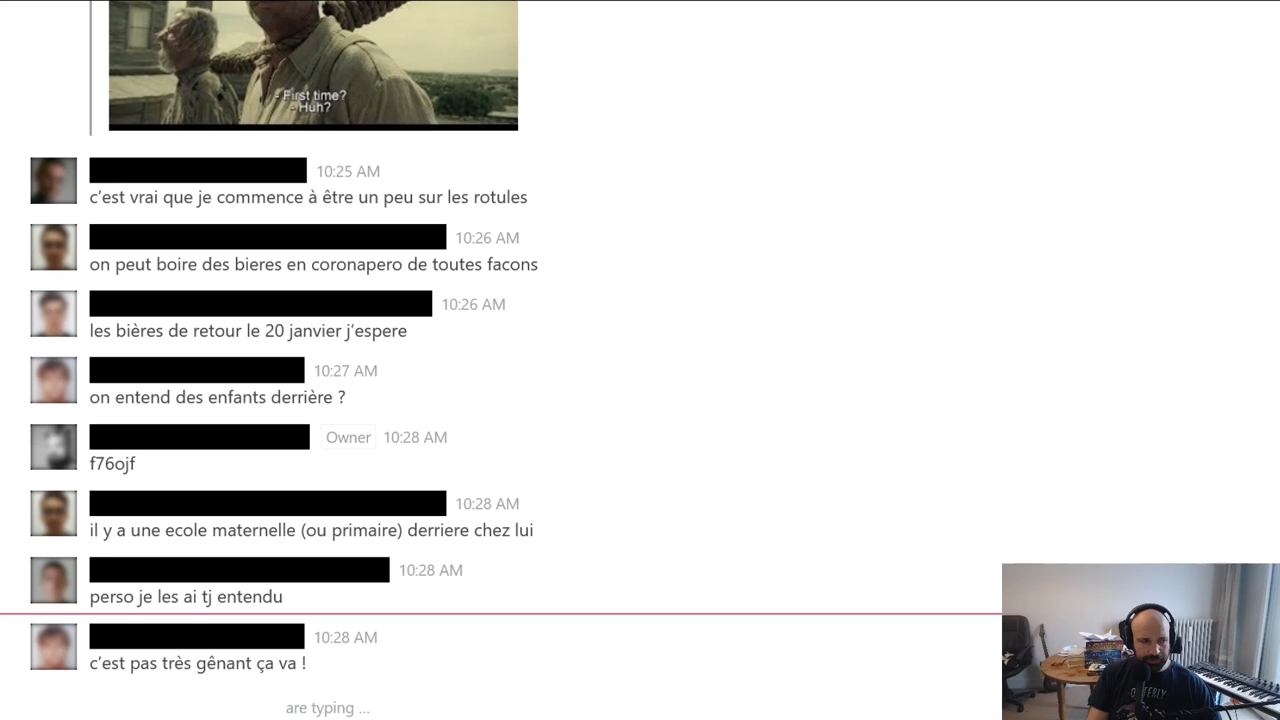 - First time?
- Huh?
10:25 AM
c'est vrai que je commence à être un peu sur les rotules
10:26 AM
on peut boire des bieres en coronapero de toutes facons
10:26 AM
les bières de retour le 20 janvier j'espere
10:27 AM
on entend des enfants derrière ?
Owner 10:28 AM
f76ojf
10:28 AM
il y a une ecole maternelle (ou primaire) derriere chez lui
10:28 AM
perso je les ai tj entendu
10:28 AM
c'est pas très gênant ça va !
are typing ...